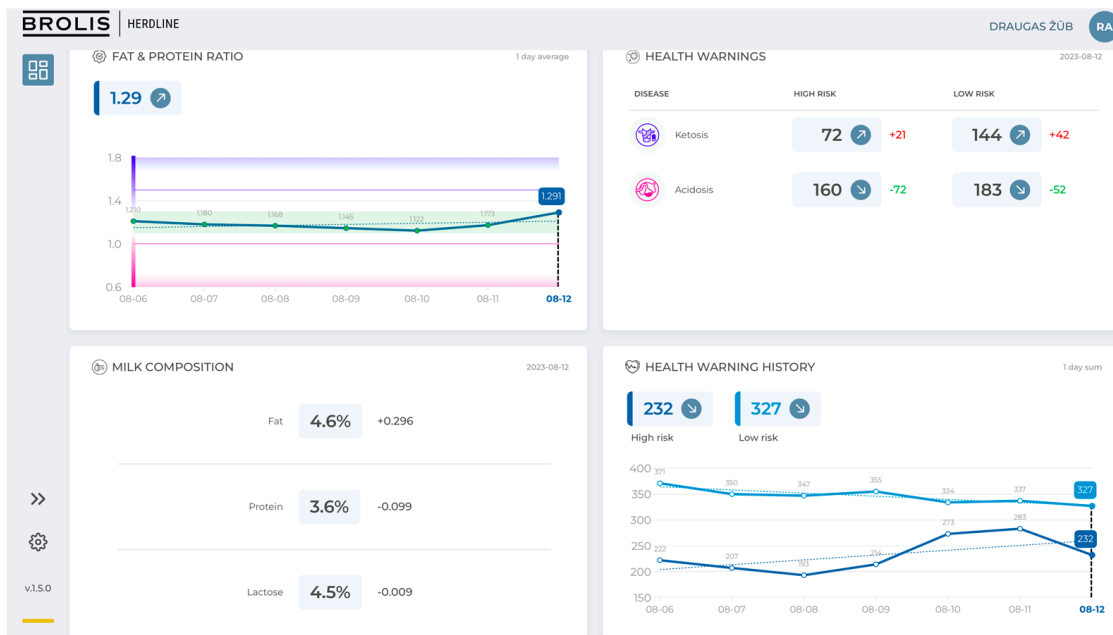 BROLIS HERDLINE
DRAUGAS ŽŪB RA
FAT & PROTEIN RATIO 1 day average
1.29
1.8
1.4
1.0
0.6
1.210 1.180 1.168 1.145 1.122 1.173 1.291
08-06 08-07 08-08 08-09 08-10 08-11 08-12
HEALTH WARNINGS 2023-08-12
DISEASE HIGH RISK LOW RISK
Ketosis 72 +21 144 +42
Acidosis 160 -72 183 -52
MILK COMPOSITION 2023-08-12
Fat 4.6% +0.296
Protein 3.6% -0.099
Lactose 4.5% -0.009
HEALTH WARNING HISTORY 1 day sum
232 327
High risk Low risk
400
350
300
250
200
150
371 350 347 355 334 337 327
222 207 193 214 273 283 232
08-06 08-07 08-08 08-09 08-10 08-11 08-12
v.1.5.0